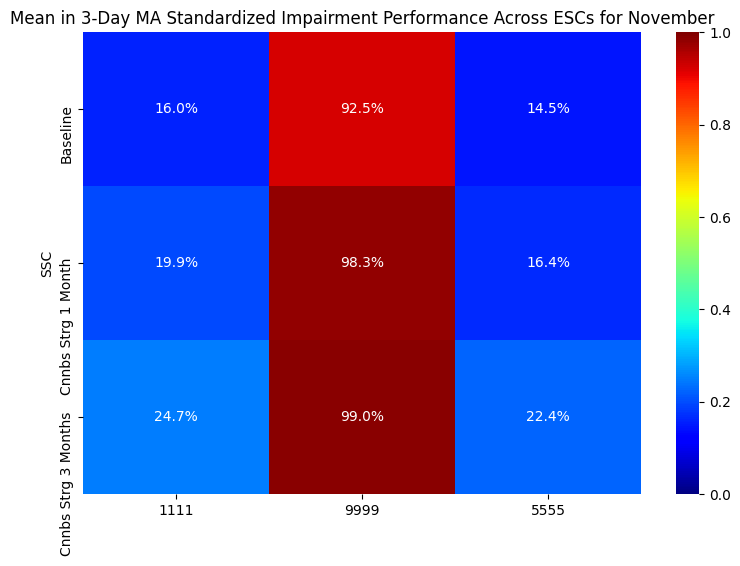 Mean in 3-Day MA Standardized Impairment Performance Across ESCs for November
SSC
Baseline
16.0% 92.5% 14.5%
Cnnbs Strg 1 Month
19.9% 98.3% 16.4%
Cnnbs Strg 3 Months
24.7% 99.0% 22.4%
1111 9999 5555
1.0
0.8
0.6
0.4
0.2
0.0